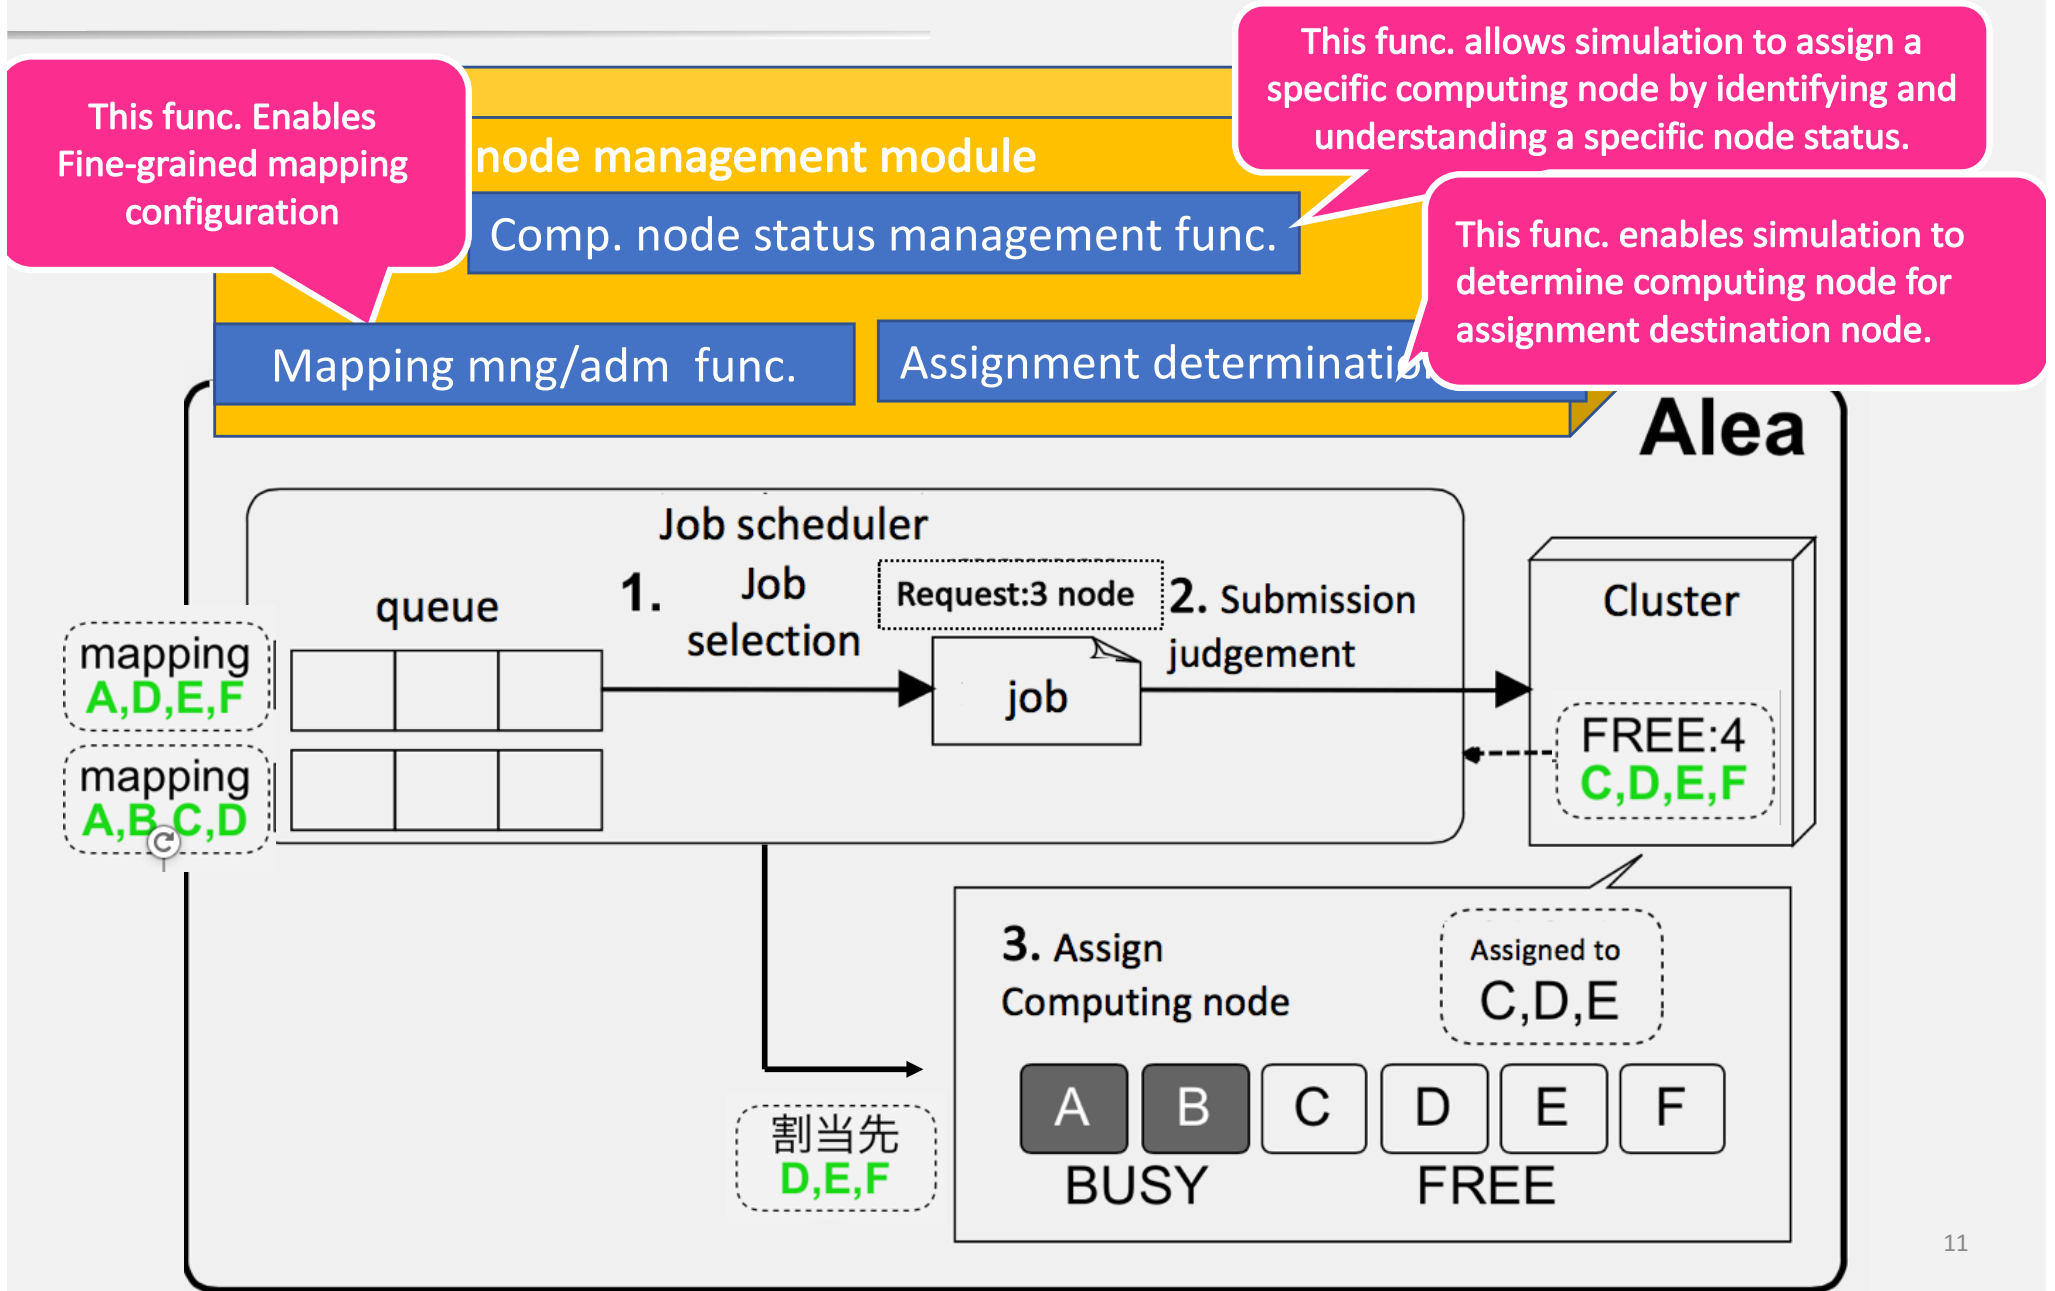 This func. allows simulation to assign a
specific computing node by identifying and
understanding a specific node status.
This func. Enables
Fine-grained mapping
configuration
node management module
Comp. node status management func.
This func. enables simulation to
determine computing node for
assignment destination node.
Mapping mng/adm func.
Assignment determination
Alea
Job scheduler
queue
1. Job
selection
Request:3 node
2. Submission
judgement
Cluster
mapping
A,D,E,F
job
FREE:4
C,D,E,F
mapping
A,B,C,D
3. Assign
Computing node
Assigned to
C,D,E
A B C D E F
BUSY FREE
割当先
D,E,F
11